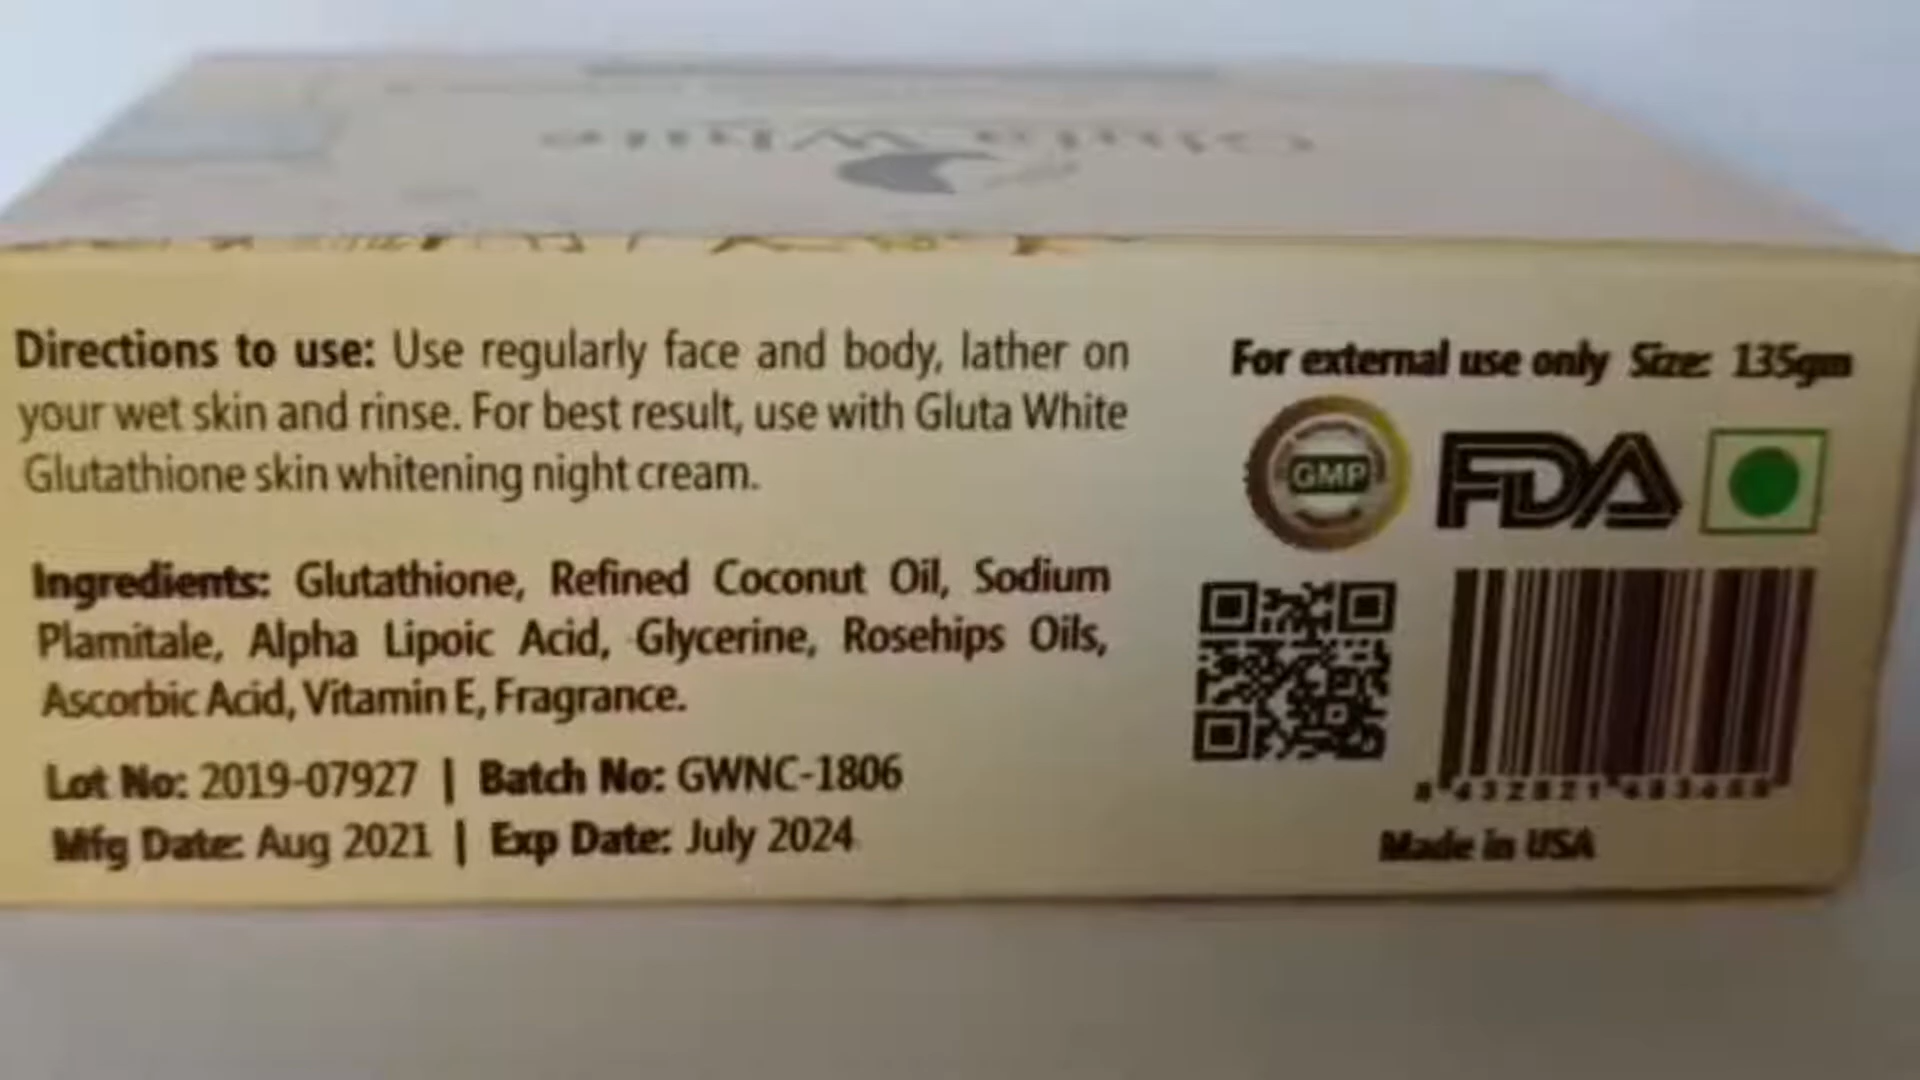 Gluta White
Directions to use: Use regularly face and body, lather on
your wet skin and rinse. For best result, use with Gluta White
Glutathione skin whitening night cream.
Ingredients: Glutathione, Refined Coconut Oil, Sodium
Plamitale, Alpha Lipoic Acid, Glycerine, Rosehips Oils,
Ascorbic Acid, Vitamin E, Fragrance.
Lot No: 2019-07927 | Batch No: GWNC-1806
Mfg Date: Aug 2021 | Exp Date: July 2024
For external use only Size: 135gm
GMP FDA
Made in USA